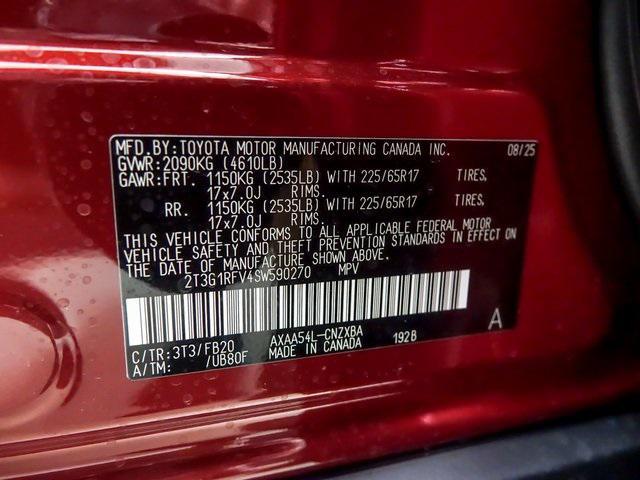 MFD.BY:TOYOTA MOTOR MANUFACTURING CANADA INC. 08/25
GVWR:2090KG (4610LB)
GAWR:FRT. 1150KG (2535LB) WITH 225/65R17 TIRES,
17x7.0J RIMS,
RR. 1150KG (2535LB) WITH 225/65R17 TIRES,
17x7.0J RIMS,
THIS VEHICLE CONFORMS TO ALL APPLICABLE FEDERAL MOTOR
VEHICLE SAFETY AND THEFT PREVENTION STANDARDS IN EFFECT ON
THE DATE OF MANUFACTURE SHOWN ABOVE.
2T3G1RFV4SW590270 MPV
C/TR:3T3/FB20 AXAA54L-CNZXBA 192B A
A/TM: /UB80F MADE IN CANADA